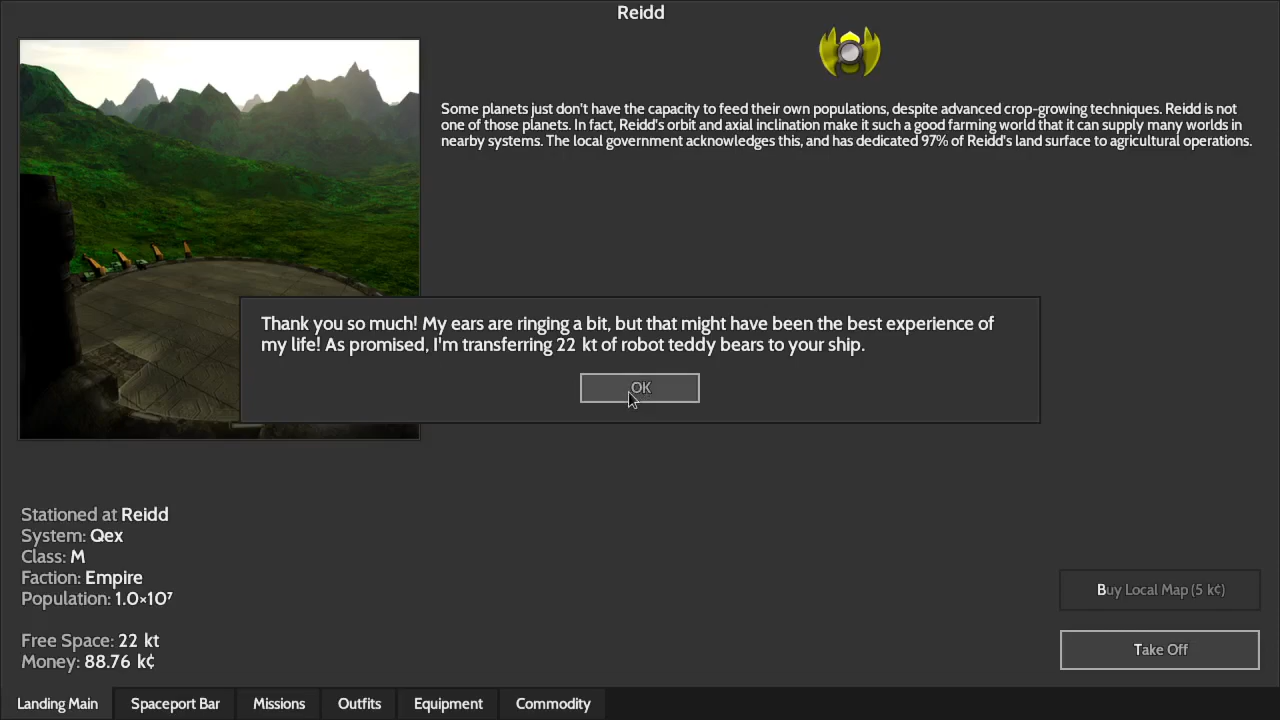 Reidd
Some planets just don't have the capacity to feed their own populations, despite advanced crop-growing techniques. Reidd is not
one of those planets. In fact, Reidd's orbit and axial inclination make it such a good farming world that it can supply many worlds in
nearby systems. The local government acknowledges this, and has dedicated 97% of Reidd's land surface to agricultural operations.
Thank you so much! My ears are ringing a bit, but that might have been the best experience of
my life! As promised, I'm transferring 22 kt of robot teddy bears to your ship.
OK
Stationed at Reidd
System: Qex
Class: M
Faction: Empire
Population: 1.0×10⁷
Free Space: 22 kt
Money: 88.76 k¢
Buy Local Map (5 k¢)
Take Off
Landing Main Spaceport Bar Missions Outfits Equipment Commodity